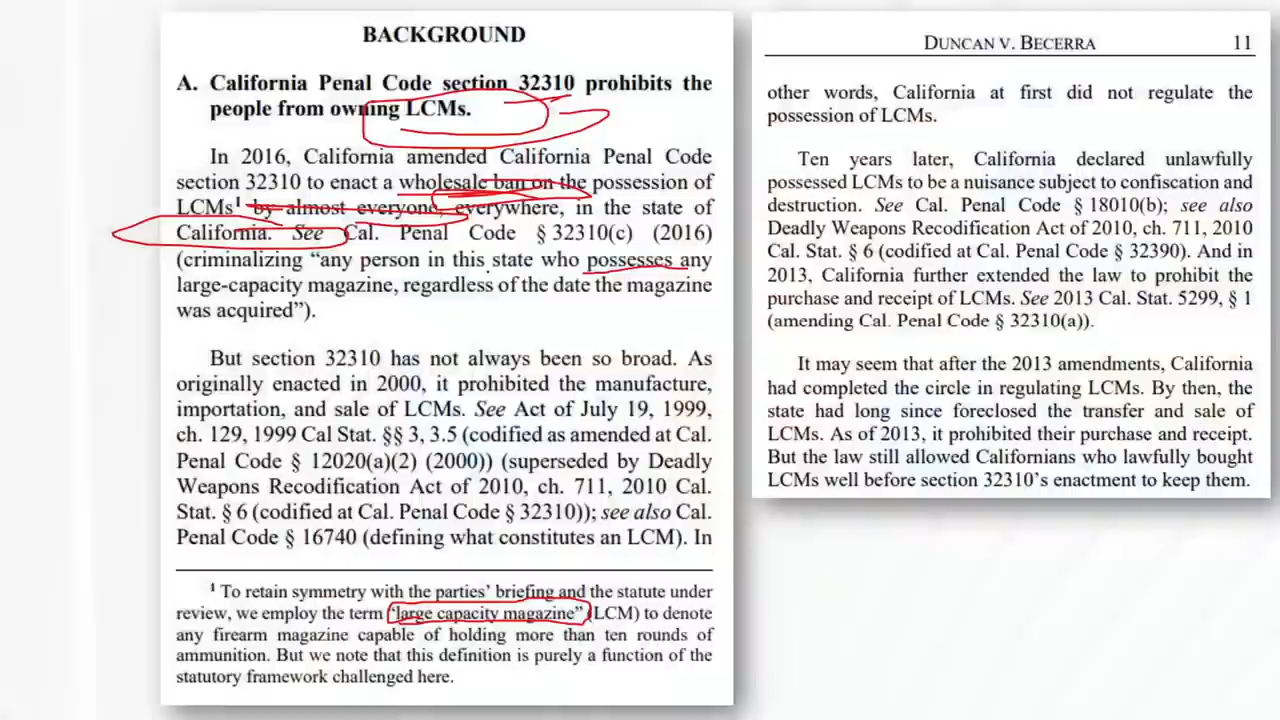 BACKGROUND
A. California Penal Code section 32310 prohibits the
people from owning LCMs.
In 2016, California amended California Penal Code
section 32310 to enact a wholesale ban on the possession of
LCMs¹ by almost everyone, everywhere, in the state of
California. See Cal. Penal Code § 32310(c) (2016)
(criminalizing “any person in this state who possesses any
large-capacity magazine, regardless of the date the magazine
was acquired”).
But section 32310 has not always been so broad. As
originally enacted in 2000, it prohibited the manufacture,
importation, and sale of LCMs. See Act of July 19, 1999,
ch. 129, 1999 Cal Stat. §§ 3, 3.5 (codified as amended at Cal.
Penal Code § 12020(a)(2) (2000)) (superseded by Deadly
Weapons Recodification Act of 2010, ch. 711, 2010 Cal.
Stat. § 6 (codified at Cal. Penal Code § 32310)); see also Cal.
Penal Code § 16740 (defining what constitutes an LCM). In
¹ To retain symmetry with the parties’ briefing and the statute under
review, we employ the term “large capacity magazine” (LCM) to denote
any firearm magazine capable of holding more than ten rounds of
ammunition. But we note that this definition is purely a function of the
statutory framework challenged here.
DUNCAN V. BECERRA 11
other words, California at first did not regulate the
possession of LCMs.
Ten years later, California declared unlawfully
possessed LCMs to be a nuisance subject to confiscation and
destruction. See Cal. Penal Code § 18010(b); see also
Deadly Weapons Recodification Act of 2010, ch. 711, 2010
Cal. Stat. § 6 (codified at Cal. Penal Code § 32390). And in
2013, California further extended the law to prohibit the
purchase and receipt of LCMs. See 2013 Cal. Stat. 5299, § 1
(amending Cal. Penal Code § 32310(a)).
It may seem that after the 2013 amendments, California
had completed the circle in regulating LCMs. By then, the
state had long since foreclosed the transfer and sale of
LCMs. As of 2013, it prohibited their purchase and receipt.
But the law still allowed Californians who lawfully bought
LCMs well before section 32310’s enactment to keep them.